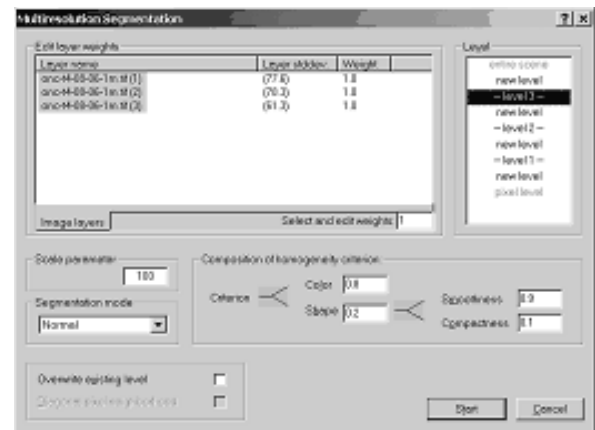 Multiresolution Segmentation
Edit layer weights
Layer name Layer stddev. Weight
(77.6) 1.0
(70.3) 1.0
(61.3) 1.0
Image layers
Select and edit weights: 1
Level
entire scene
new level
-- level 3 --
new level
-- level 2 --
new level
-- level 1 --
new level
pixel level
Scale parameter
100
Segmentation mode
Normal
Composition of homogeneity criterion
Criterion
Color 0.8
Shape 0.2
Smoothness 0.9
Compactness 0.1
Overwrite existing level
Start
Cancel